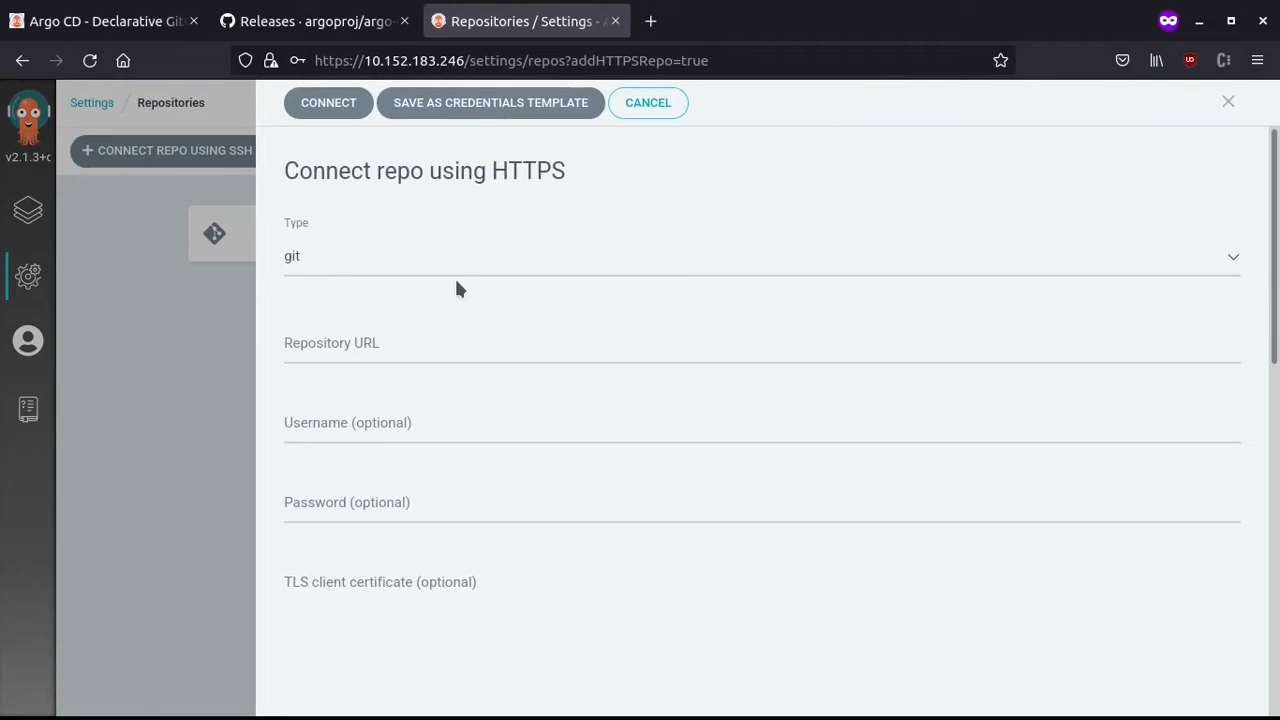 Argo CD - Declarative Git
Releases · argoproj/argo-
Repositories / Settings - A
https://10.152.183.246/settings/repos?addHTTPSRepo=true
v2.1.3+c
Settings / Repositories
+ CONNECT REPO USING SSH
CONNECT
SAVE AS CREDENTIALS TEMPLATE
CANCEL
Connect repo using HTTPS
Type
git
Repository URL
Username (optional)
Password (optional)
TLS client certificate (optional)